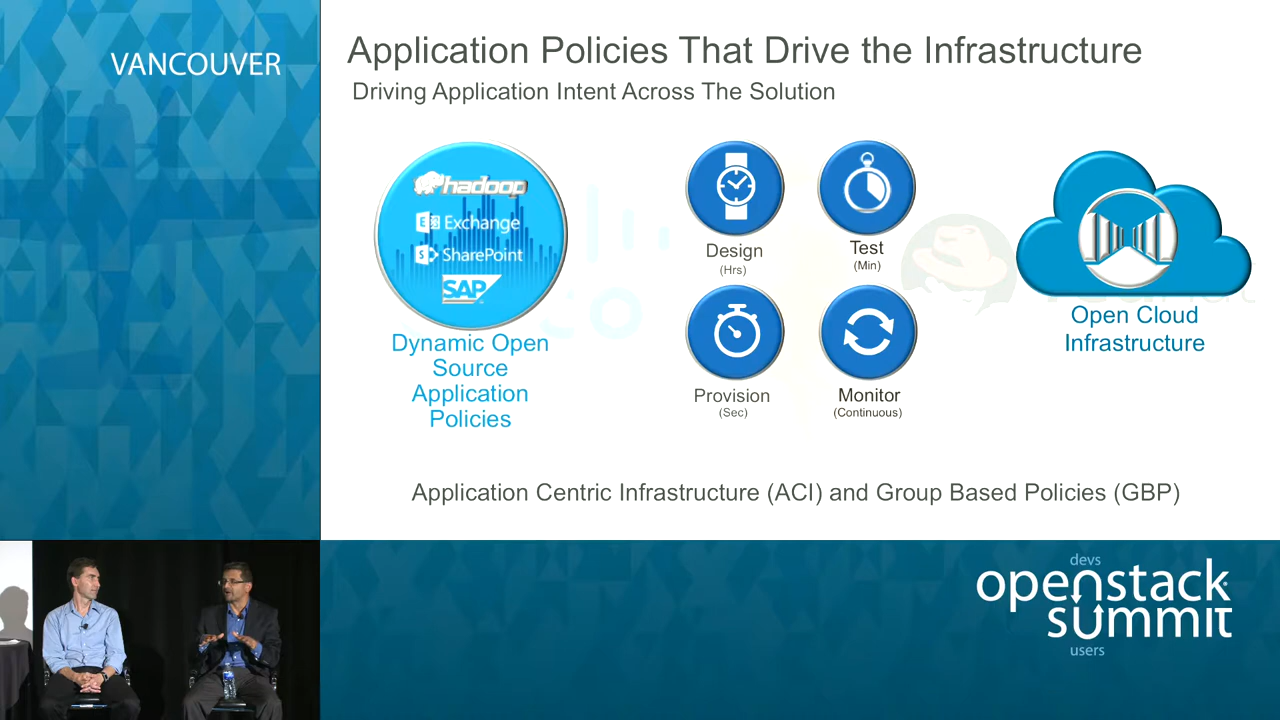 VANCOUVER
Application Policies That Drive the Infrastructure
Driving Application Intent Across The Solution
hadoop
Exchange
SharePoint
SAP
Dynamic Open
Source
Application
Policies
Design
(Hrs)
Test
(Min)
Provision
(Sec)
Monitor
(Continuous)
Open Cloud
Infrastructure
Application Centric Infrastructure (ACI) and Group Based Policies (GBP)
devs
openstack
summit
users